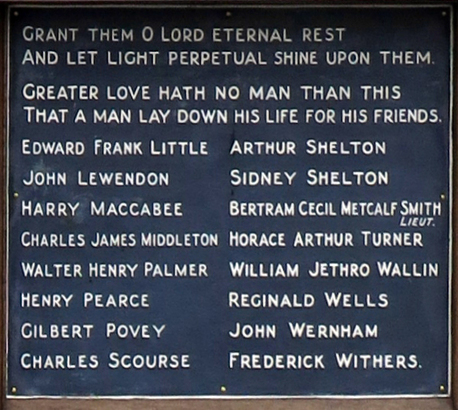 Grant them O Lord eternal rest
And let light perpetual shine upon them.
Greater love hath no man than this
That a man lay down his life for his friends.
Edward Frank Little
John Lewendon
Harry Maccabee
Charles James Middleton
Walter Henry Palmer
Henry Pearce
Gilbert Povey
Charles Scourse
Arthur Shelton
Sidney Shelton
Bertram Cecil Metcalf Smith
Lieut.
Horace Arthur Turner
William Jethro Wallin
Reginald Wells
John Wernham
Frederick Withers.